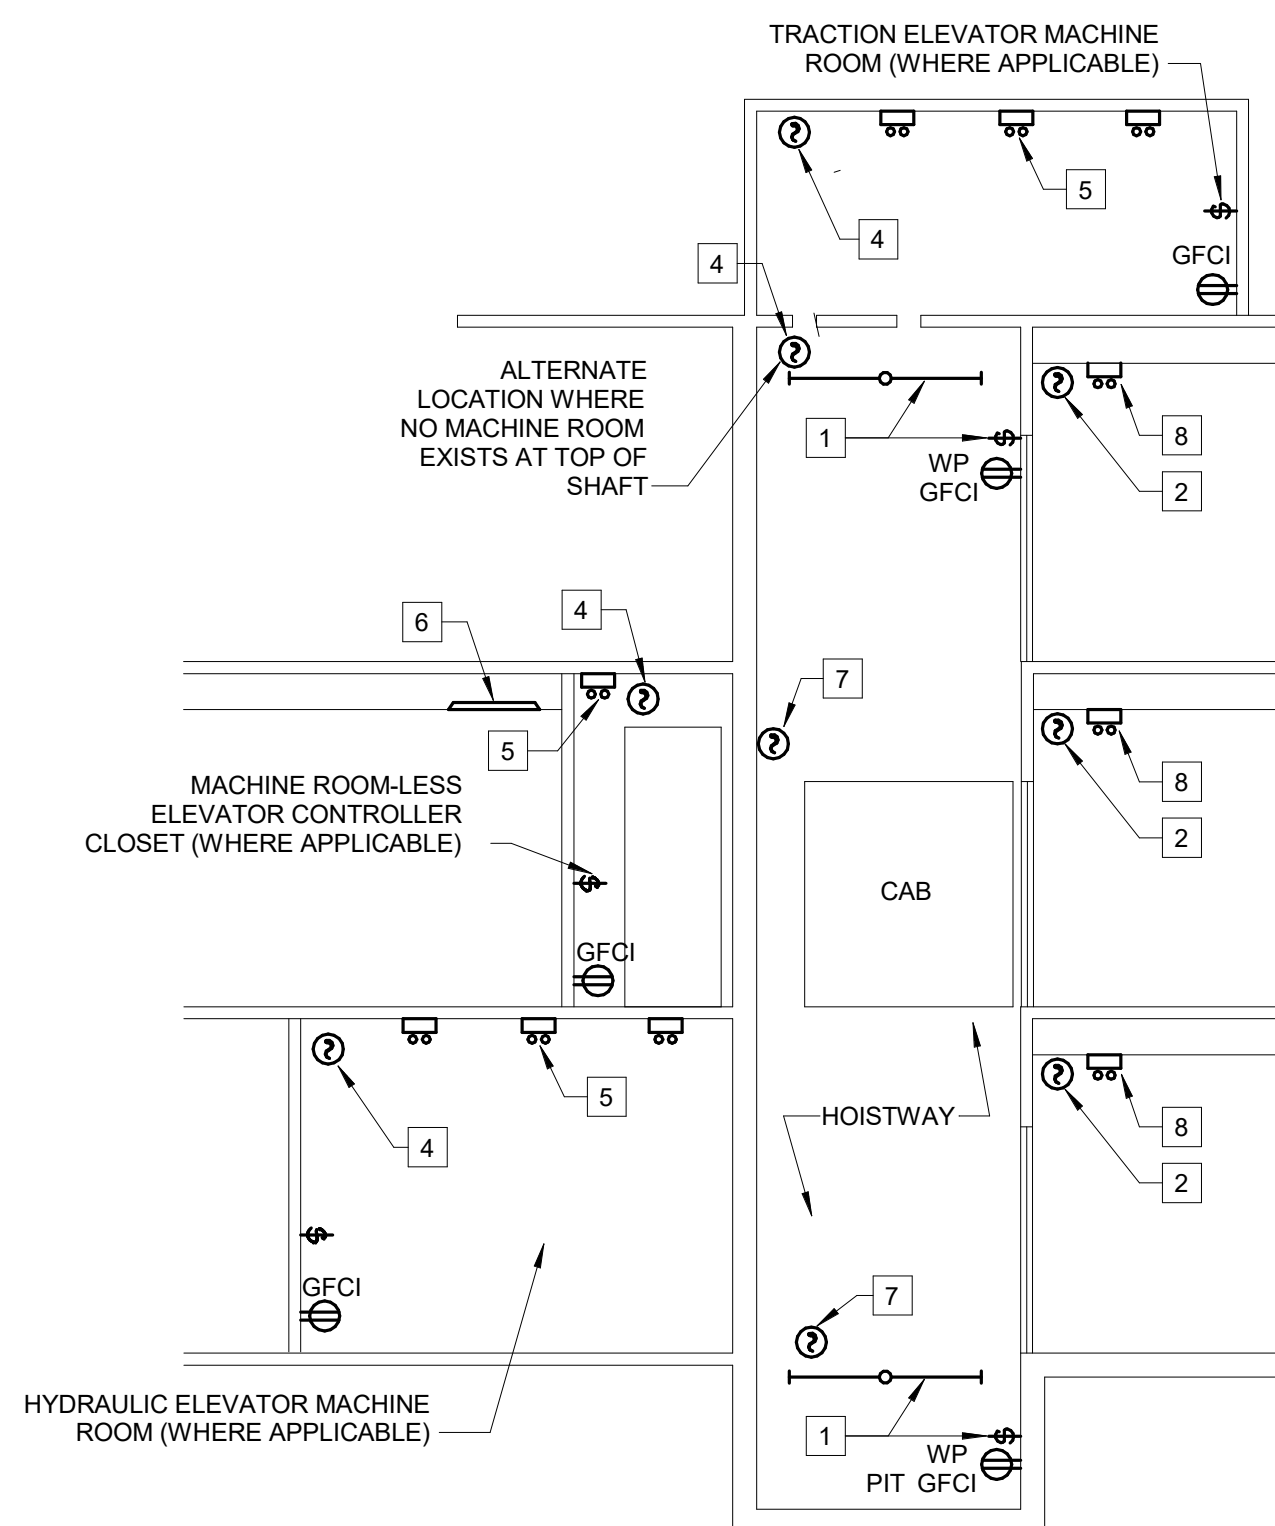 TRACTION ELEVATOR MACHINE
ROOM (WHERE APPLICABLE)
5
4
4
GFCI
ALTERNATE
LOCATION WHERE
NO MACHINE ROOM
EXISTS AT TOP OF
SHAFT
1
WP
GFCI
8
2
6
4
7
5
MACHINE ROOM-LESS
ELEVATOR CONTROLLER
CLOSET (WHERE APPLICABLE)
8
2
CAB
GFCI
5
4
HOISTWAY
8
2
GFCI
7
HYDRAULIC ELEVATOR MACHINE
ROOM (WHERE APPLICABLE)
1
WP
PIT GFCI